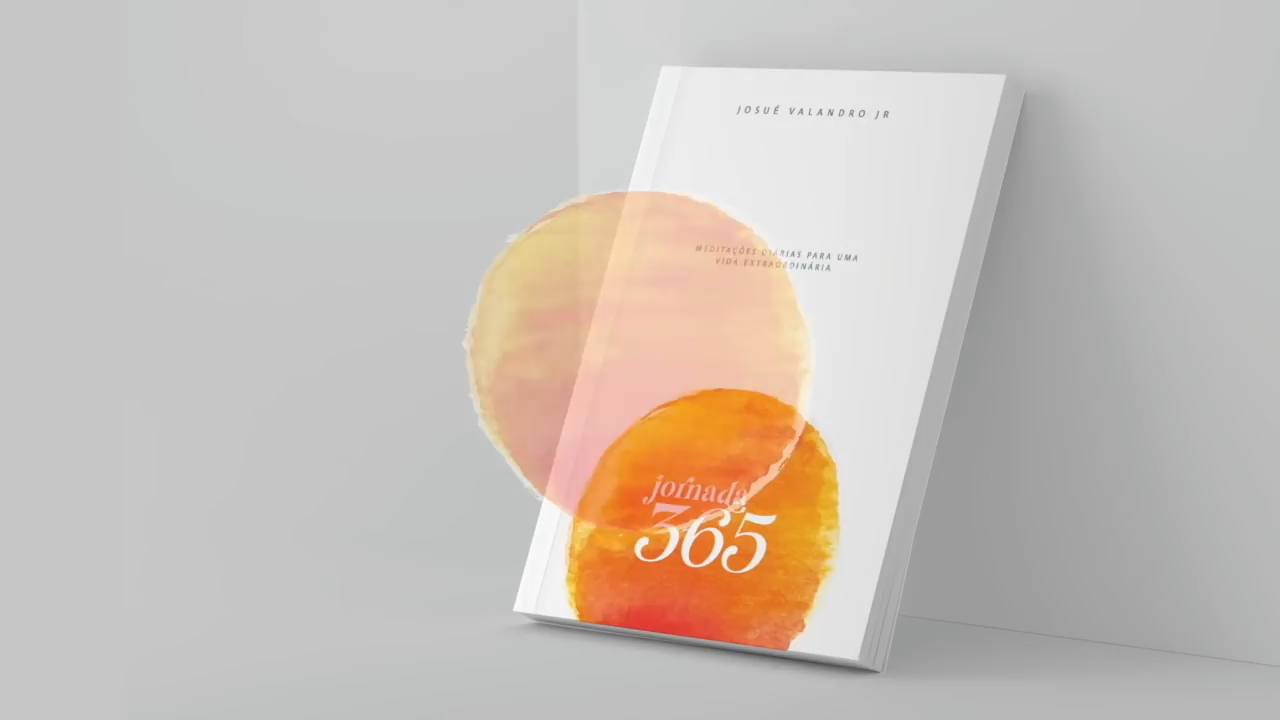 JOSUÉ VALANDRO JR
MEDITAÇÕES DIÁRIAS PARA UMA
VIDA EXTRAORDINÁRIA
jornada
365